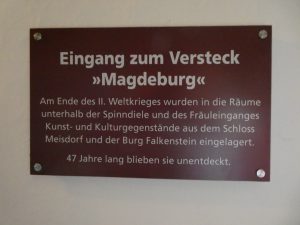 Eingang zum Versteck
»Magdeburg«
Am Ende des II. Weltkrieges wurden in die Räume
unterhalb der Spinndiele und des Fräuleinganges
Kunst- und Kulturgegenstände aus dem Schloss
Meisdorf und der Burg Falkenstein eingelagert.
47 Jahre lang blieben sie unentdeckt.